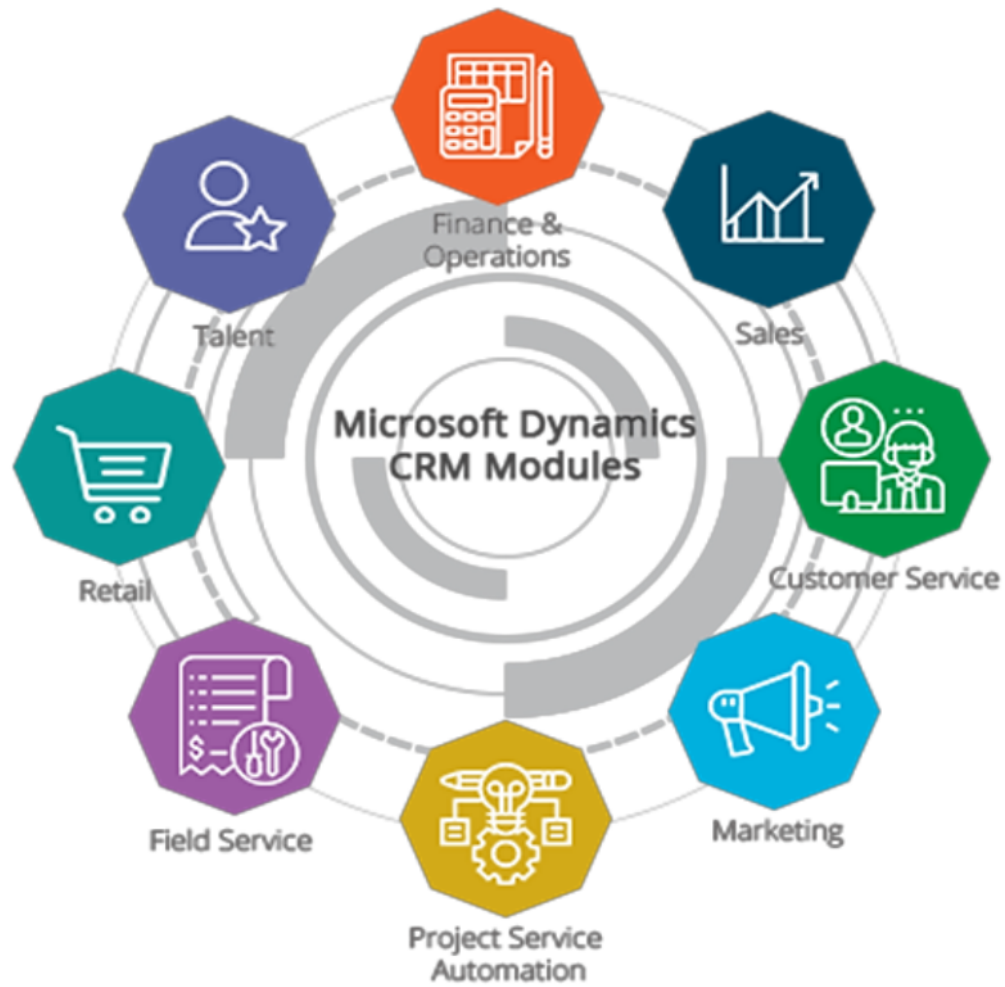 Finance &
Operations
Talent
Sales
Microsoft Dynamics
CRM Modules
Retail
Customer Service
Field Service
Marketing
Project Service
Automation